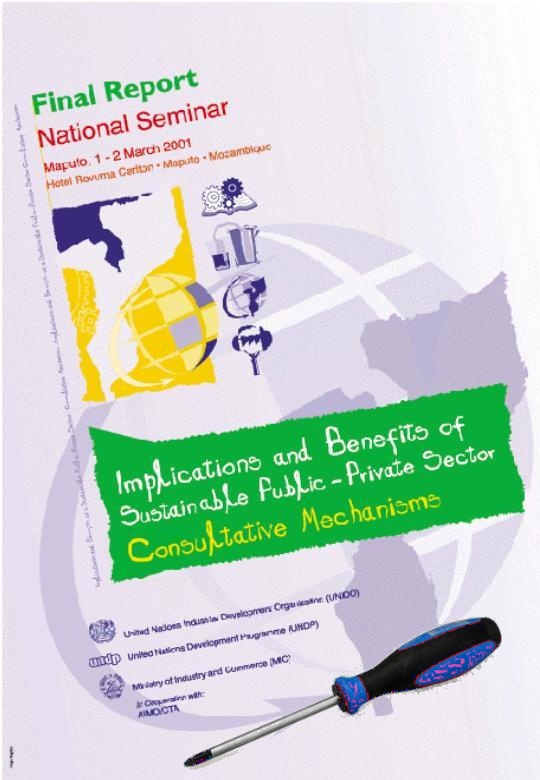 Final Report
National Seminar
Maputo, 1 - 2 March 2001
Hotel Rovuma Carlton • Maputo • Mozambique
Implications and Benefits of
Sustainable Public - Private Sector
Consultative Mechanisms
United Nations Industrial Development Organization (UNIDO)
undp United Nations Development Programme (UNDP)
Ministry of Industry and Commerce (MIC)
In Cooperation with:
AIMO/CTA